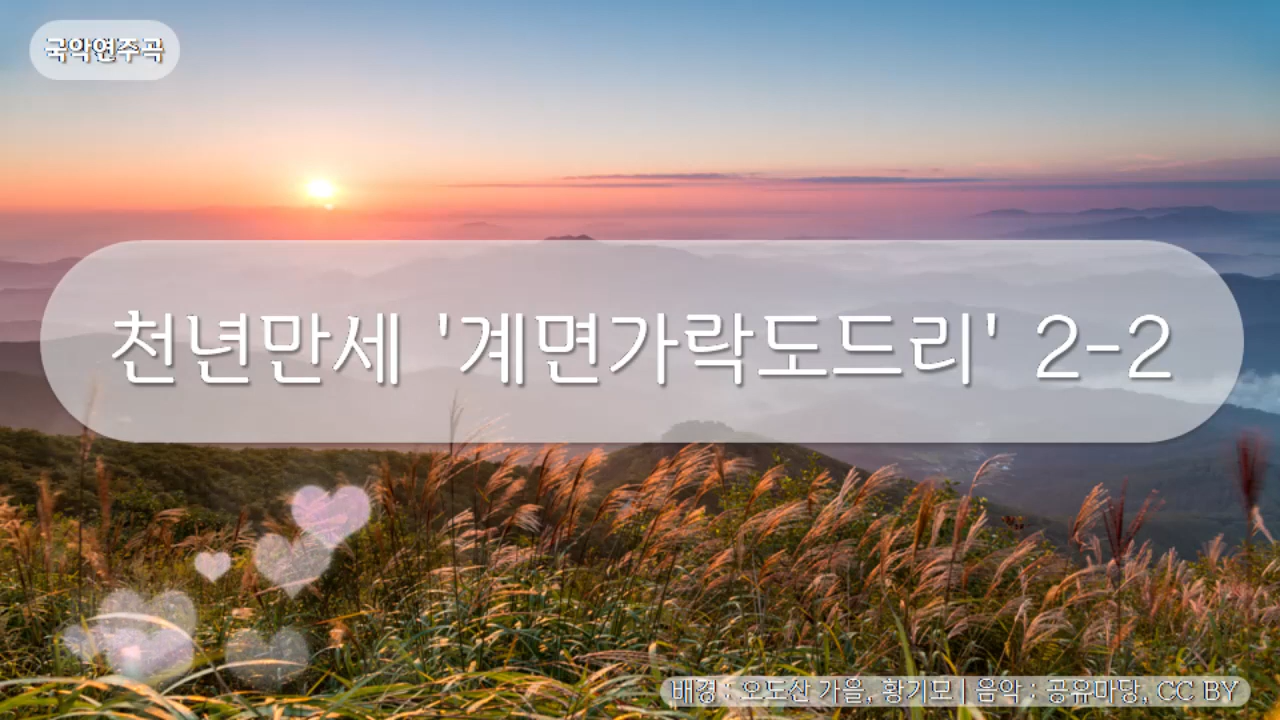 국악연주곡
천년만세 '계면가락도드리' 2-2
배경 : 오도산 가을, 황기모 | 음악 : 공유마당, CC BY